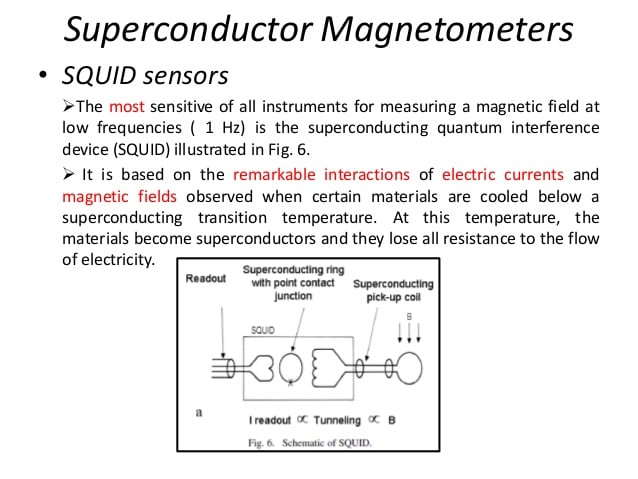 Superconductor Magnetometers
• SQUID sensors
➢The most sensitive of all instruments for measuring a magnetic field at
low frequencies ( 1 Hz) is the superconducting quantum interference
device (SQUID) illustrated in Fig. 6.
➢ It is based on the remarkable interactions of electric currents and
magnetic fields observed when certain materials are cooled below a
superconducting transition temperature. At this temperature, the
materials become superconductors and they lose all resistance to the flow
of electricity.
Readout
Superconducting ring
with point contact
junction
Superconducting
pick-up coil
B
SQUID
a
I readout ∝ Tunneling ∝ B
Fig. 6. Schematic of SQUID.